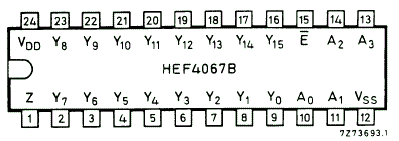 24 23 22 21 20 19 18 17 16 15 14 13
VDD Y8 Y9 Y10 Y11 Y12 Y13 Y14 Y15 E̅ A2 A3
HEF4067B
Z Y7 Y6 Y5 Y4 Y3 Y2 Y1 Y0 A0 A1 VSS
1 2 3 4 5 6 7 8 9 10 11 12
7Z73693.1